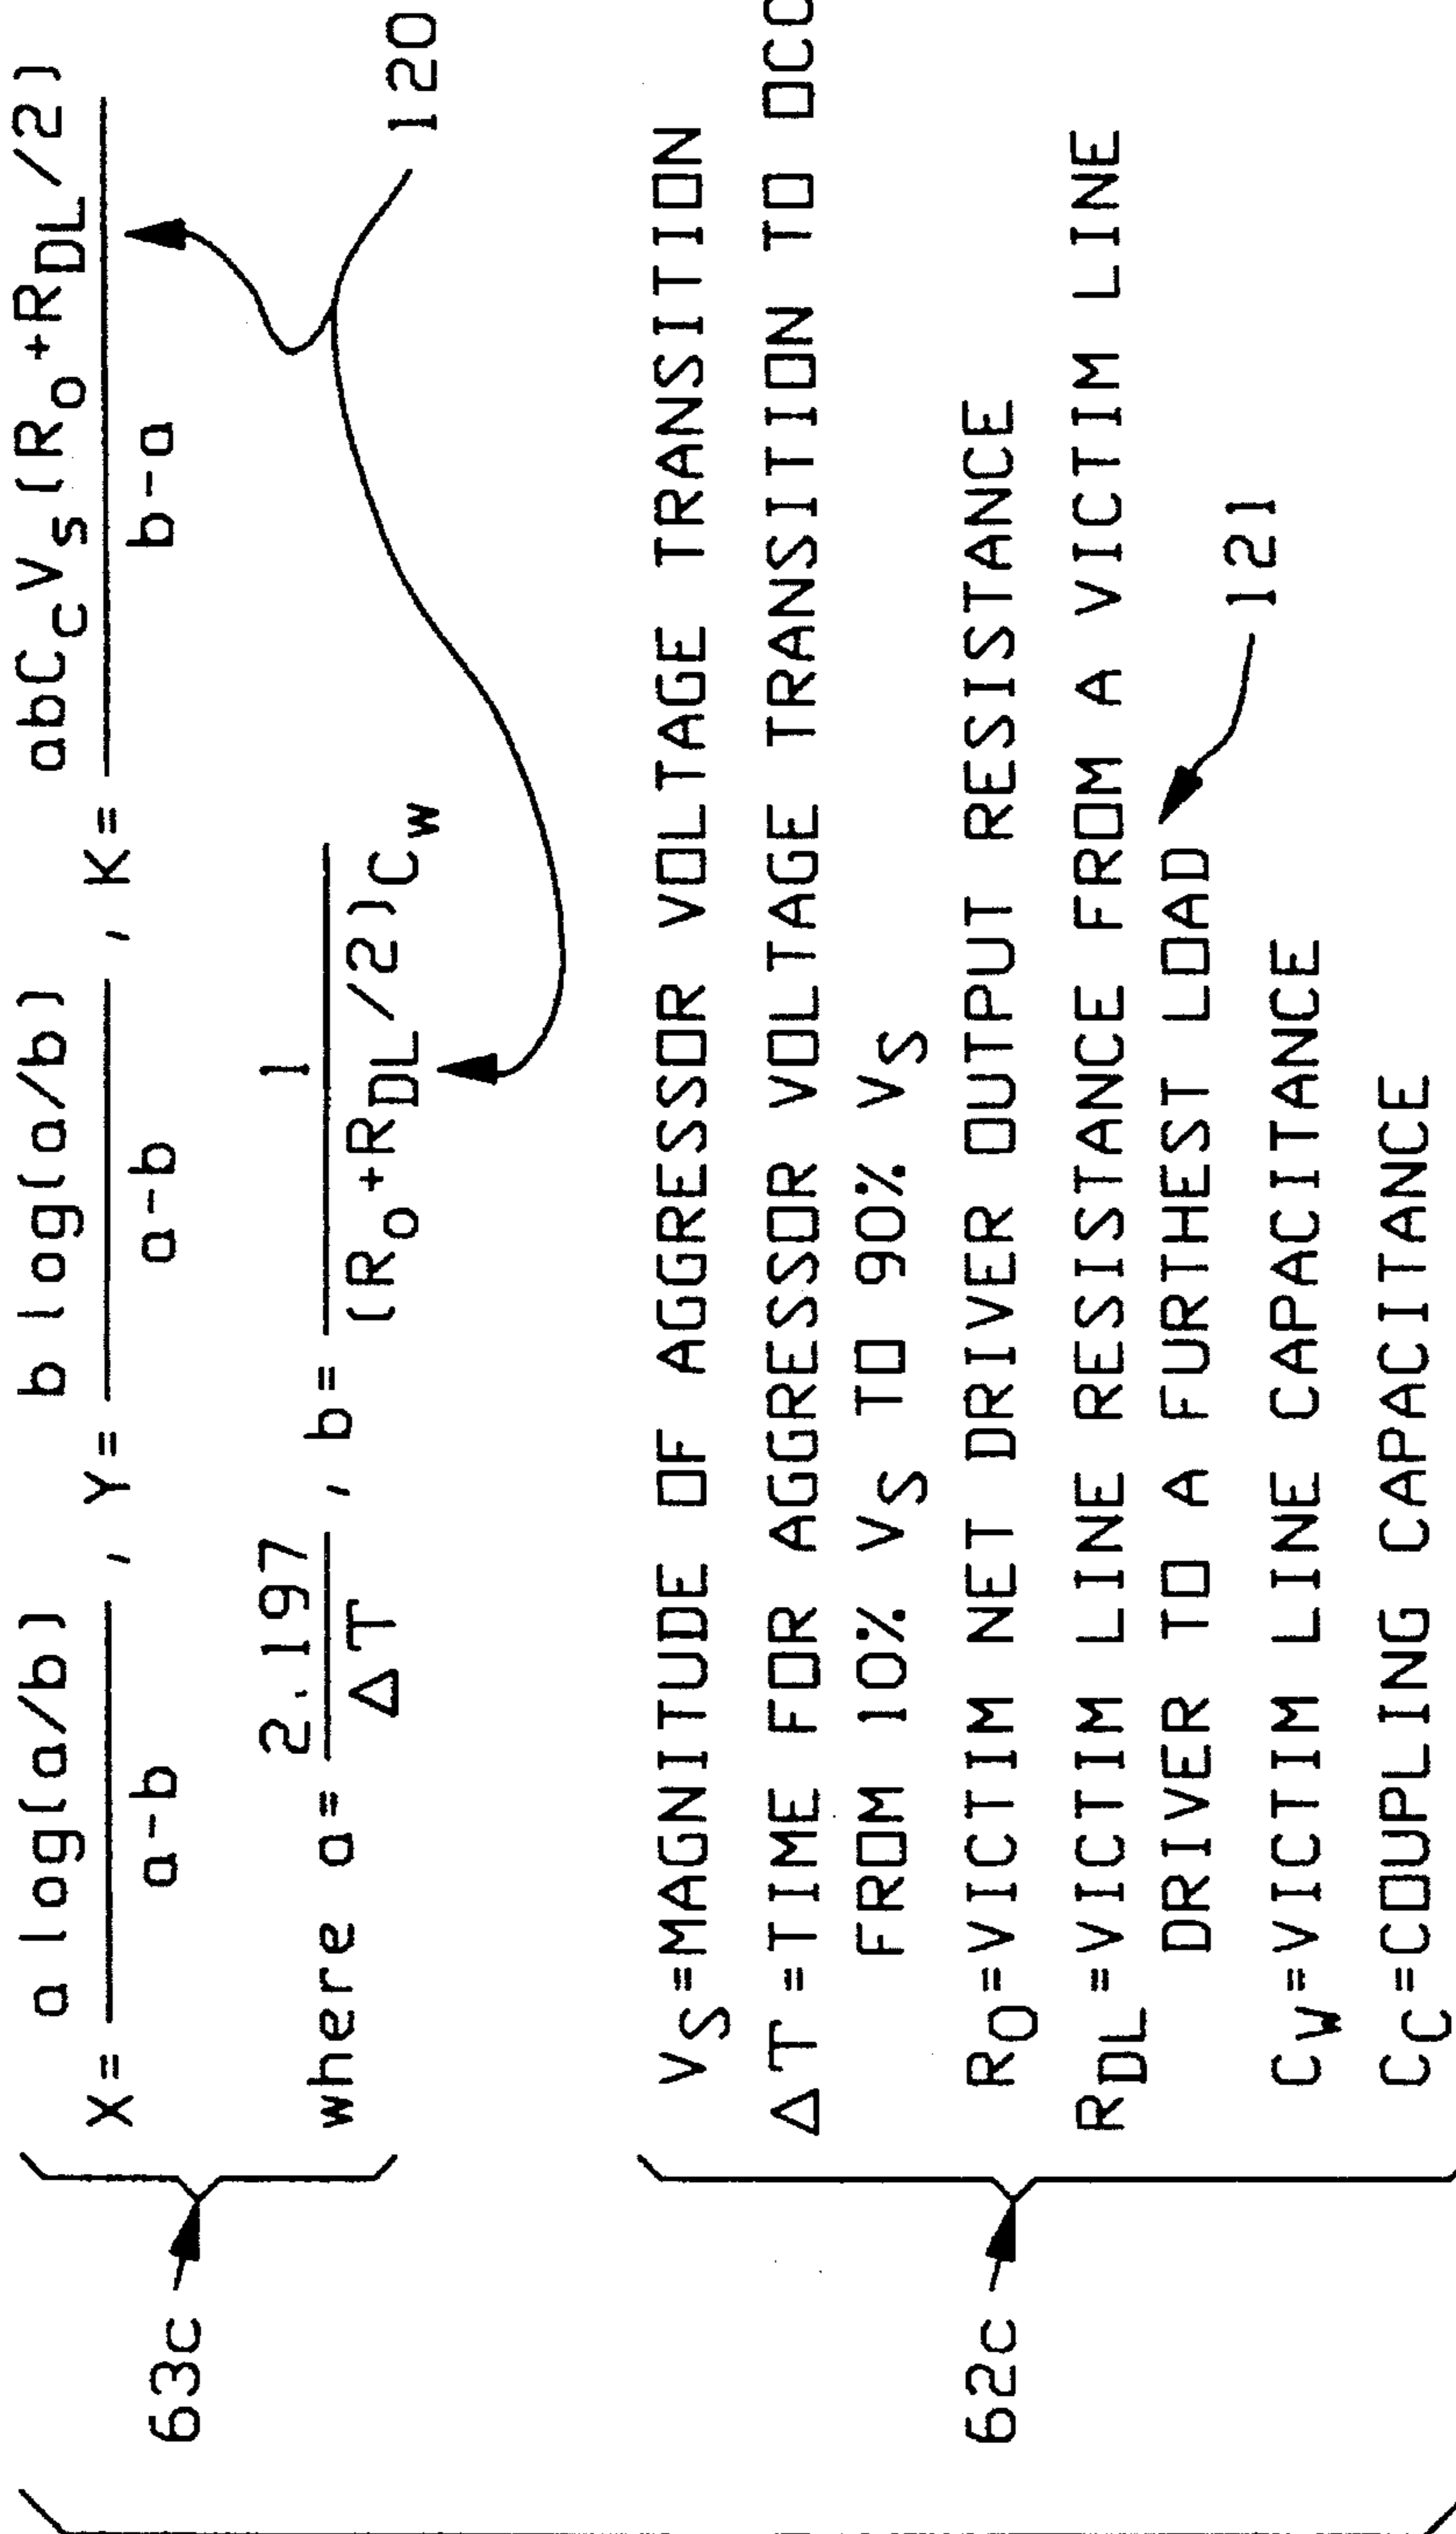 X= a log(a/b) / a-b , Y= b log(a/b) / a-b , K= abC_cV_s(R_o+R_DL/2) / b-a
where a= 2.197 / ΔT , b= 1 / (R_o+R_DL/2)C_w
120
63c
V_S=MAGNITUDE OF AGGRESSOR VOLTAGE TRANSITION
ΔT=TIME FOR AGGRESSOR VOLTAGE TRANSITION TO
FROM 10% V_S TO 90% V_S
R_O=VICTIM NET DRIVER OUTPUT RESISTANCE
R_DL=VICTIM LINE RESISTANCE FROM A VICTIM LINE
DRIVER TO A FURTHEST LOAD
121
C_W=VICTIM LINE CAPACITANCE
C_C=COUPLING CAPACITANCE
62c